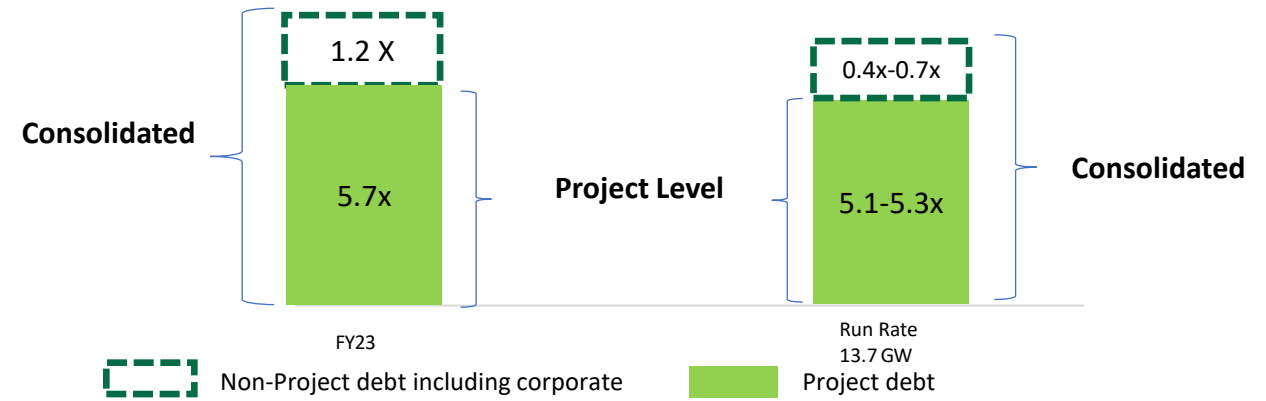 1.2 X
0.4x-0.7x
Consolidated
Consolidated
Project Level
5.7x
5.1-5.3x
FY23
Run Rate
13.7 GW
Non-Project debt including corporate
Project debt